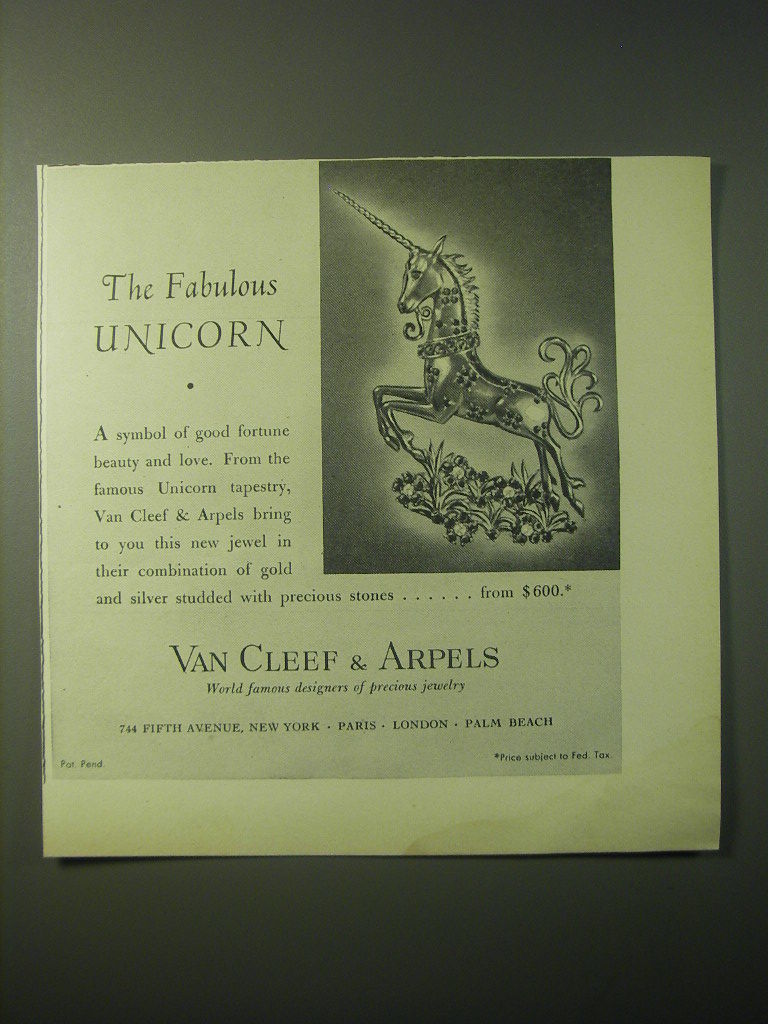 The Fabulous
UNICORN
•
A symbol of good fortune
beauty and love. From the
famous Unicorn tapestry,
Van Cleef & Arpels bring
to you this new jewel in
their combination of gold
and silver studded with precious stones . . . . . . from $600.*
VAN CLEEF & ARPELS
World famous designers of precious jewelry
744 FIFTH AVENUE, NEW YORK · PARIS · LONDON · PALM BEACH
Pat. Pend.
*Price subject to Fed. Tax.